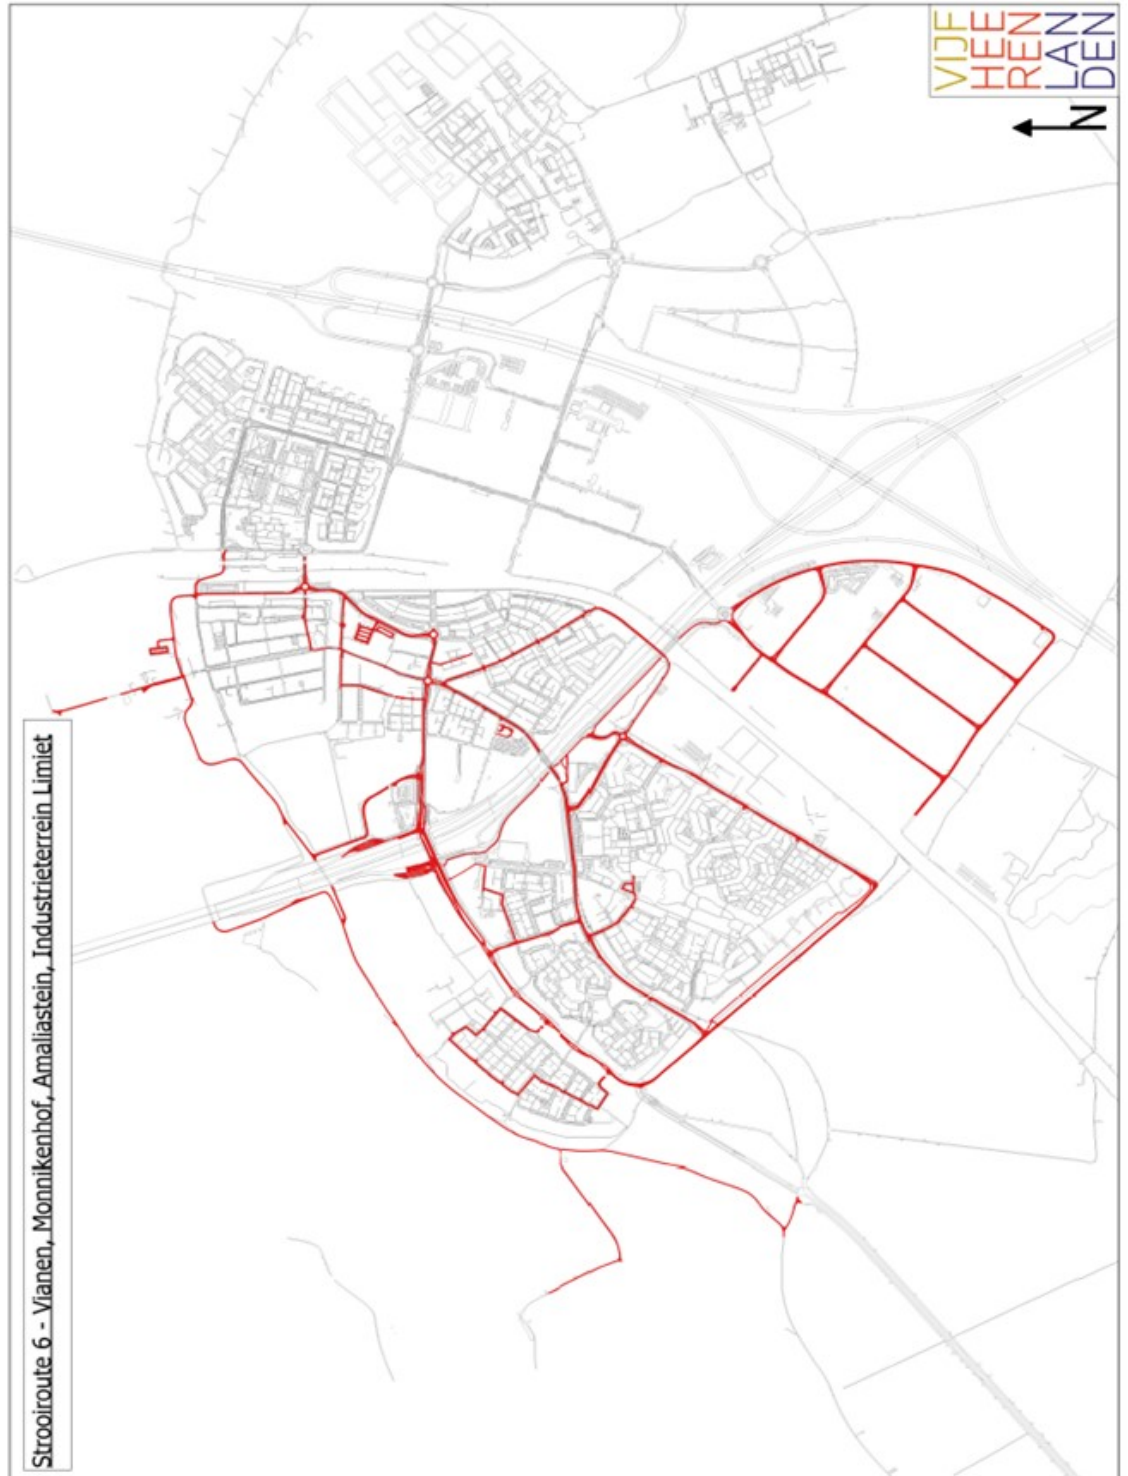 Strooiroute 6 - Vianen, Monnikenhof, Amaliastein, Industrieterrein Limiet
VIJF
HEE
REN
LAN
DEN
N